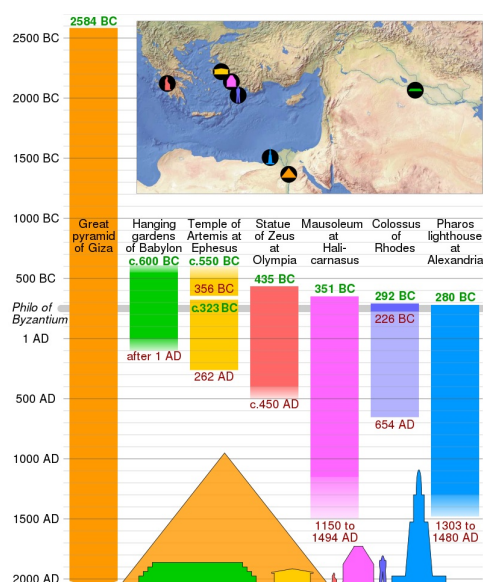 2584 BC
2500 BC
2000 BC
1500 BC
1000 BC
Great
pyramid
of Giza
Hanging
gardens
of Babylon
Temple of
Artemis at
Ephesus
Statue
of Zeus
at
Olympia
Mausoleum
at
Hali-
carnasus
Colossus
of
Rhodes
Pharos
lighthouse
at
Alexandria
c.600 BC
c.550 BC
435 BC
351 BC
292 BC
280 BC
500 BC
356 BC
c.323 BC
226 BC
Philo of
Byzantium
1 AD
after 1 AD
262 AD
500 AD
c.450 AD
654 AD
1000 AD
1500 AD
1150 to
1494 AD
1303 to
1480 AD
2000 AD